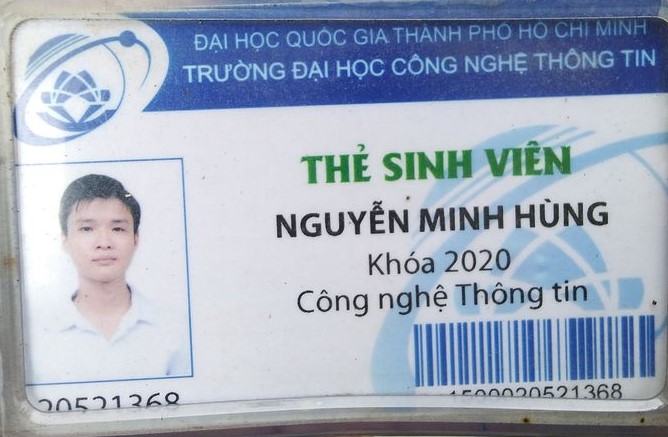 ĐẠI HỌC QUỐC GIA THÀNH PHỐ HỒ CHÍ MINH
TRƯỜNG ĐẠI HỌC CÔNG NGHỆ THÔNG TIN
THẺ SINH VIÊN
NGUYỄN MINH HÙNG
Khóa 2020
Công nghệ Thông tin
20521368
1500020521368